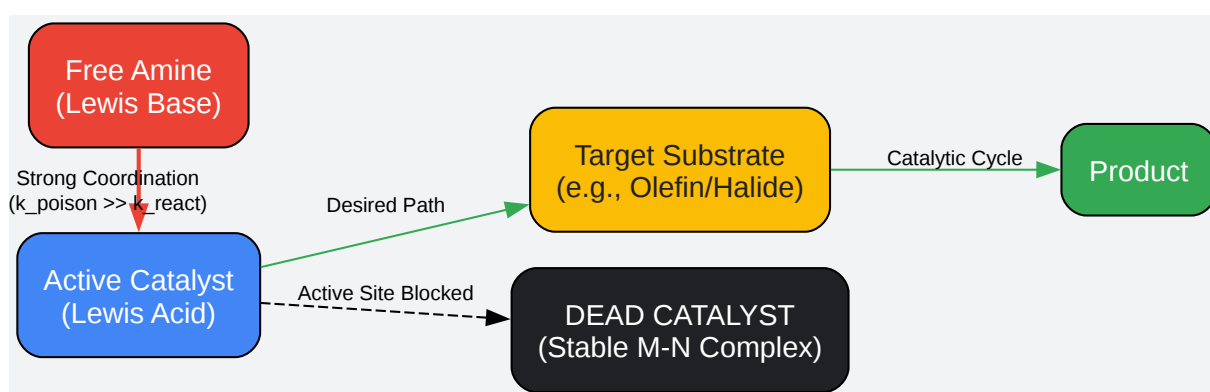 Free Amine
(Lewis Base)
Strong Coordination
(k_poison >> k_react)
Active Catalyst
(Lewis Acid)
Desired Path
Active Site Blocked
Target Substrate
(e.g., Olefin/Halide)
DEAD CATALYST
(Stable M-N Complex)
Catalytic Cycle
Product